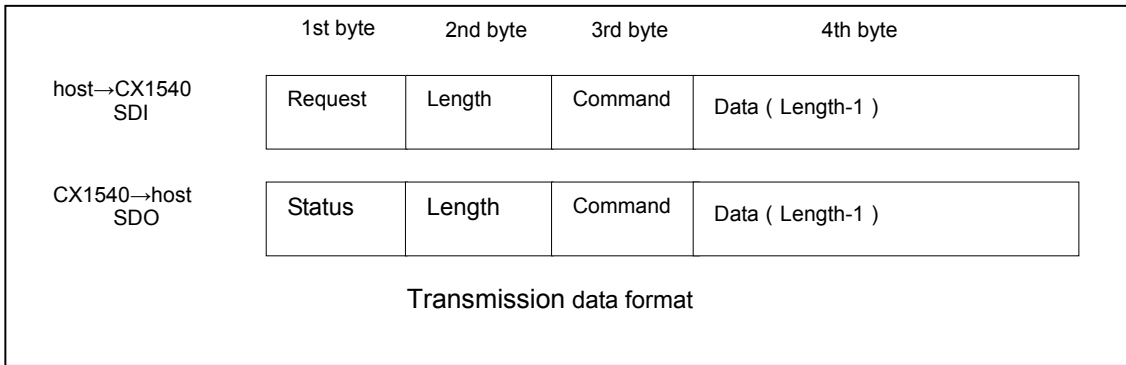 1st byte 2nd byte 3rd byte 4th byte
host→CX1540
SDI
Request Length Command Data ( Length-1 )
CX1540→host
SDO
Status Length Command Data ( Length-1 )
Transmission data format